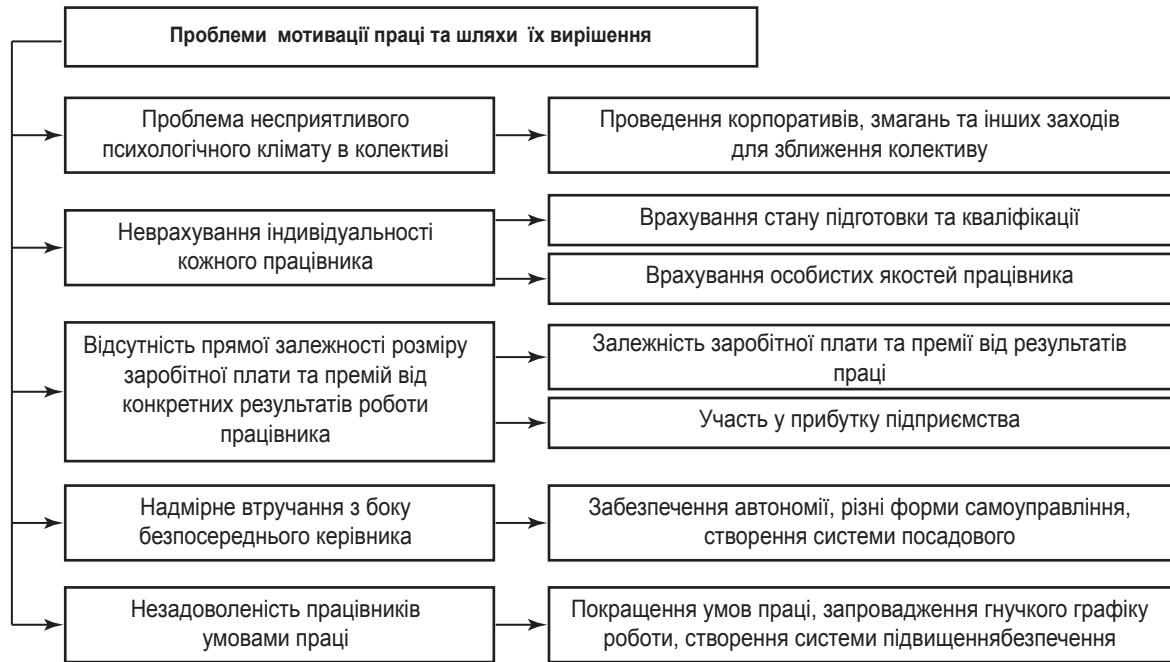 Проблеми мотивації праці та шляхи їх вирішення
Проблема несприятливого
психологічного клімату в колективі
Проведення корпоративів, змагань та інших заходів
для зближення колективу
Неврахування індивідуальності
кожного працівника
Врахування стану підготовки та кваліфікації
Врахування особистих якостей працівника
Відсутність прямої залежності розміру
заробітної плати та премій від
конкретних результатів роботи
працівника
Залежність заробітної плати та премії від результатів
праці
Участь у прибутку підприємства
Надмірне втручання з боку
безпосереднього керівника
Забезпечення автономії, різні форми самоуправління,
створення системи посадового
Незадоволеність працівників
умовами праці
Покращення умов праці, запровадження гнучкого графіку
роботи, створення системи підвищеннябезпечення